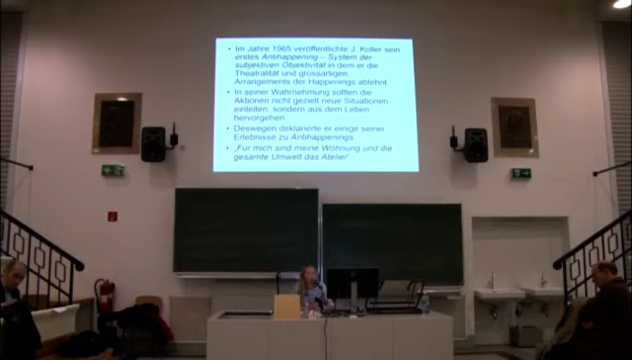 Im Jahre 1965 veröffentlichte J. Koller sein
erstes Antihappening – System der
subjektiven Objektivität in dem er die
Theatralität und grossartigen
Arrangements der Happenings ablehnt
In seiner Wahrnehmung sollten die
Aktionen nicht gezielt neue Situationen
einleiten, sondern aus dem Leben
hervorgehen
Deswegen deklarierte er einige seiner
Erlebnisse zu Antihappenings
„Für mich sind meine Wohnung und die
gesamte Umwelt das Atelier“